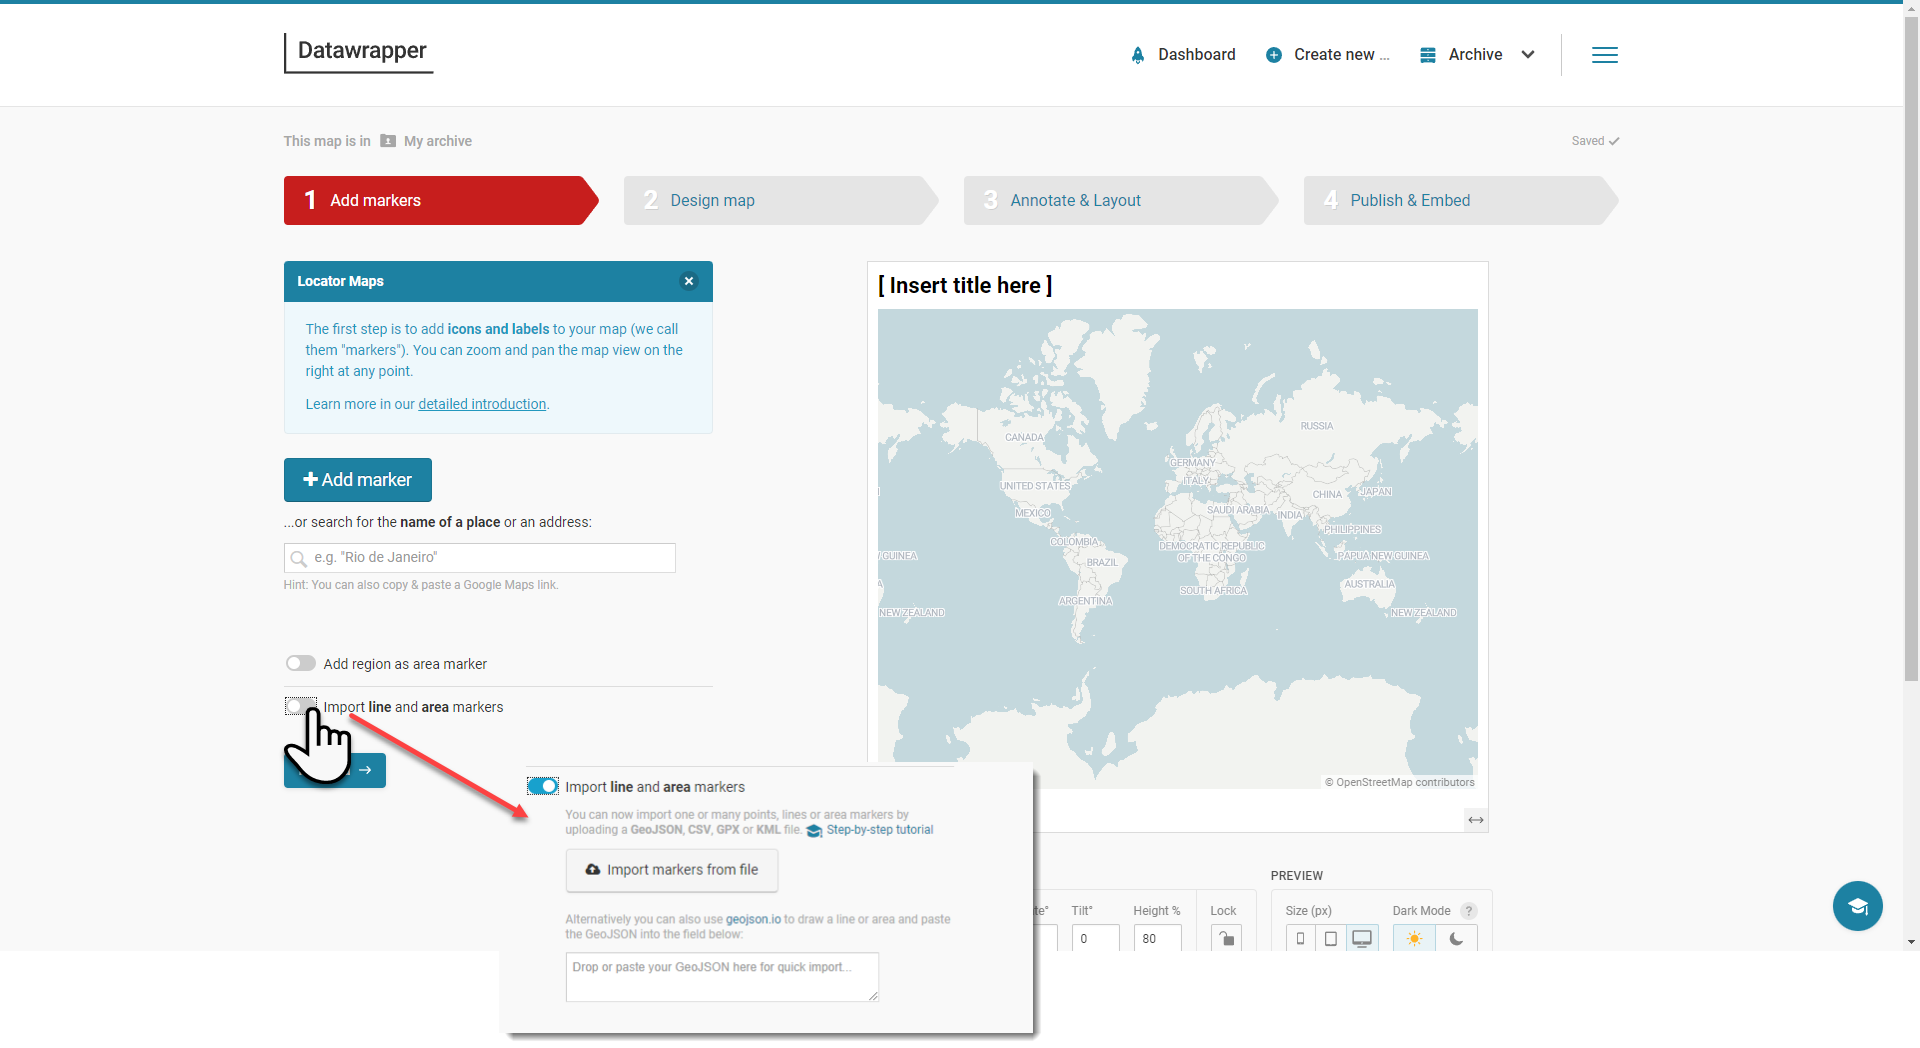 Datawrapper
Dashboard
Create new ...
Archive
This map is in
My archive
Saved
1 Add markers
2 Design map
3 Annotate & Layout
4 Publish & Embed
Locator Maps
The first step is to add icons and labels to your map (we call
them "markers"). You can zoom and pan the map view on the
right at any point.
Learn more in our detailed introduction.
Add marker
...or search for the name of a place or an address:
e.g. "Rio de Janeiro"
Hint: You can also copy & paste a Google Maps link.
Add region as area marker
Import line and area markers
[ Insert title here ]
RUSSIA
CANADA
GERMANY
ITALY
UNITED STATES
CHINA
JAPAN
MEXICO
SAUDI ARABIA
INDIA
PHILIPPINES
COLOMBIA
DEMOCRATIC REPUBLIC
OF THE CONGO
GUINEA
PAPUA NEW GUINEA
BRAZIL
AUSTRALIA
SOUTH AFRICA
ARGENTINA
NEW ZEALAND
NEW ZEALAND
© OpenStreetMap contributors
Import line and area markers
You can now import one or many points, lines or area markers by
uploading a GeoJSON, CSV, GPX or KML file. Step-by-step tutorial
Import markers from file
Alternatively you can also use geojson.io to draw a line or area and paste
the GeoJSON into the field below:
Drop or paste your GeoJSON here for quick import...
te°
Tilt°
Height %
Lock
0
80
PREVIEW
Size (px)
Dark Mode
?